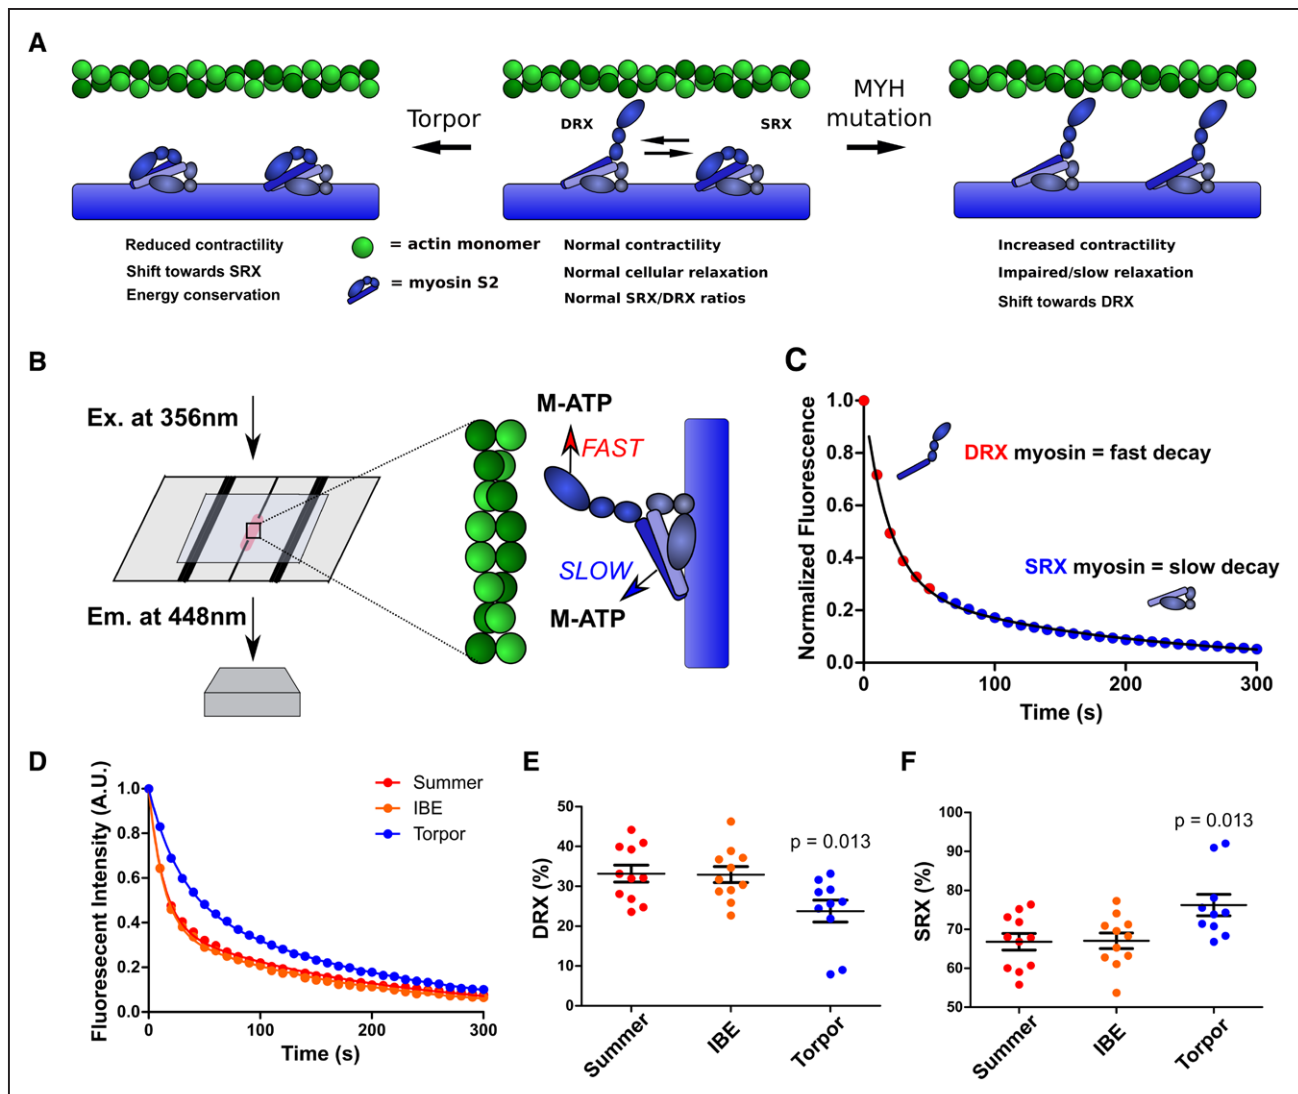 A
Torpor
DRX
SRX
MYH
mutation
Reduced contractility
Shift towards SRX
Energy conservation
= actin monomer
= myosin S2
Normal contractility
Normal cellular relaxation
Normal SRX/DRX ratios
Increased contractility
Impaired/slow relaxation
Shift towards DRX
B
Ex. at 356nm
Em. at 448nm
M-ATP
FAST
SLOW
M-ATP
C
Normalized Fluorescence
1.0
0.8
0.6
0.4
0.2
0.0
DRX myosin = fast decay
SRX myosin = slow decay
0
100
200
300
Time (s)
D
Fluoresecent Intensity (A.U.)
1.0
0.8
0.6
0.4
0.2
0.0
Summer
IBE
Torpor
0
100
200
300
Time (s)
E
DRX (%)
50
40
30
20
10
0
p = 0.013
Summer
IBE
Torpor
F
SRX (%)
100
90
80
70
60
50
p = 0.013
Summer
IBE
Torpor